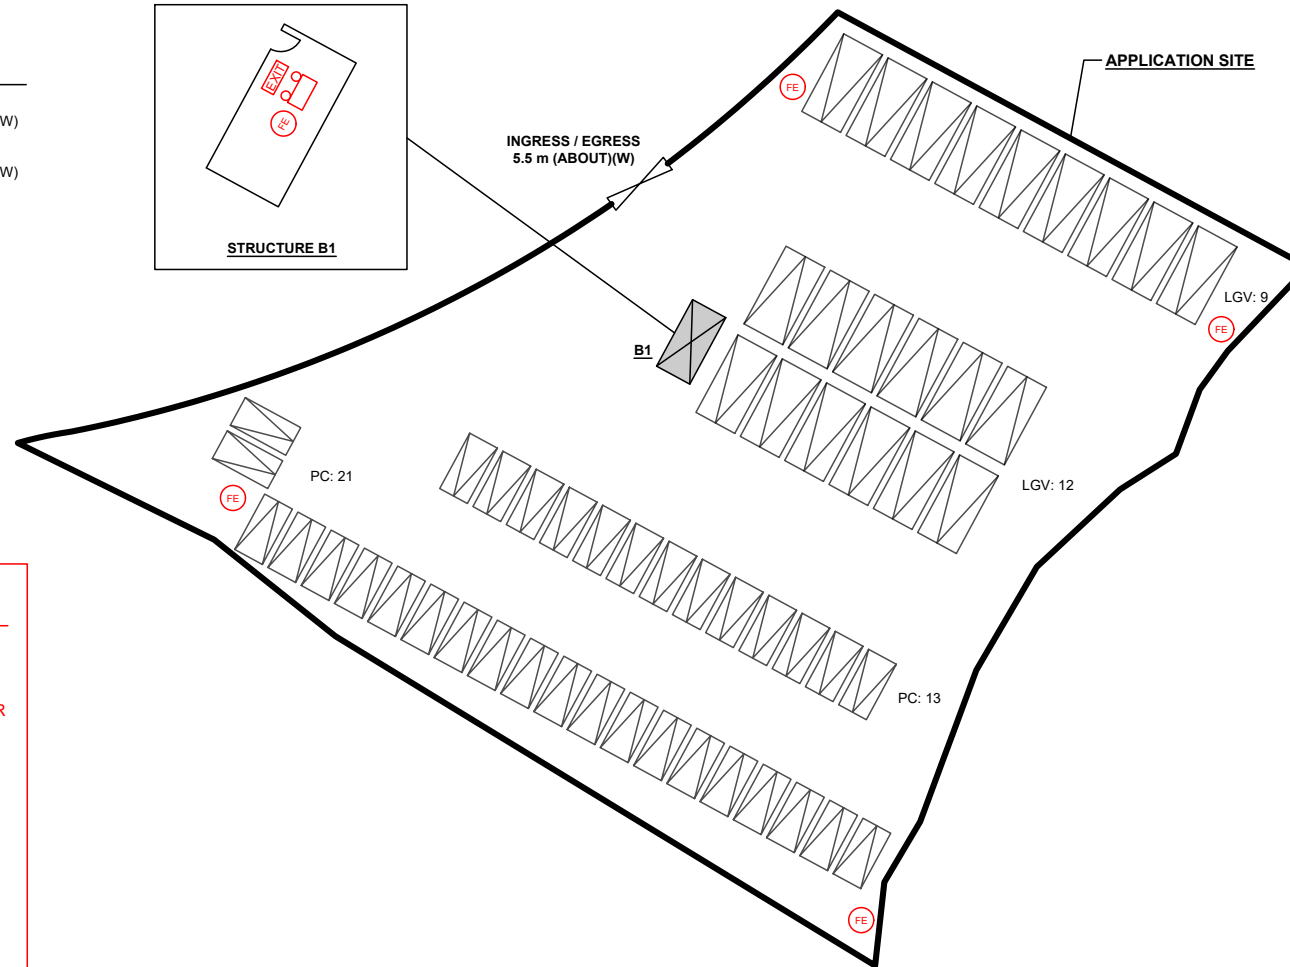 APPLICATION SITE
W)
INGRESS / EGRESS
5.5 m (ABOUT)(W)
W)
EXIT
FE
STRUCTURE B1
FE
LGV: 9
FE
B1
PC: 21
LGV: 12
FE
PC: 13
R
FE